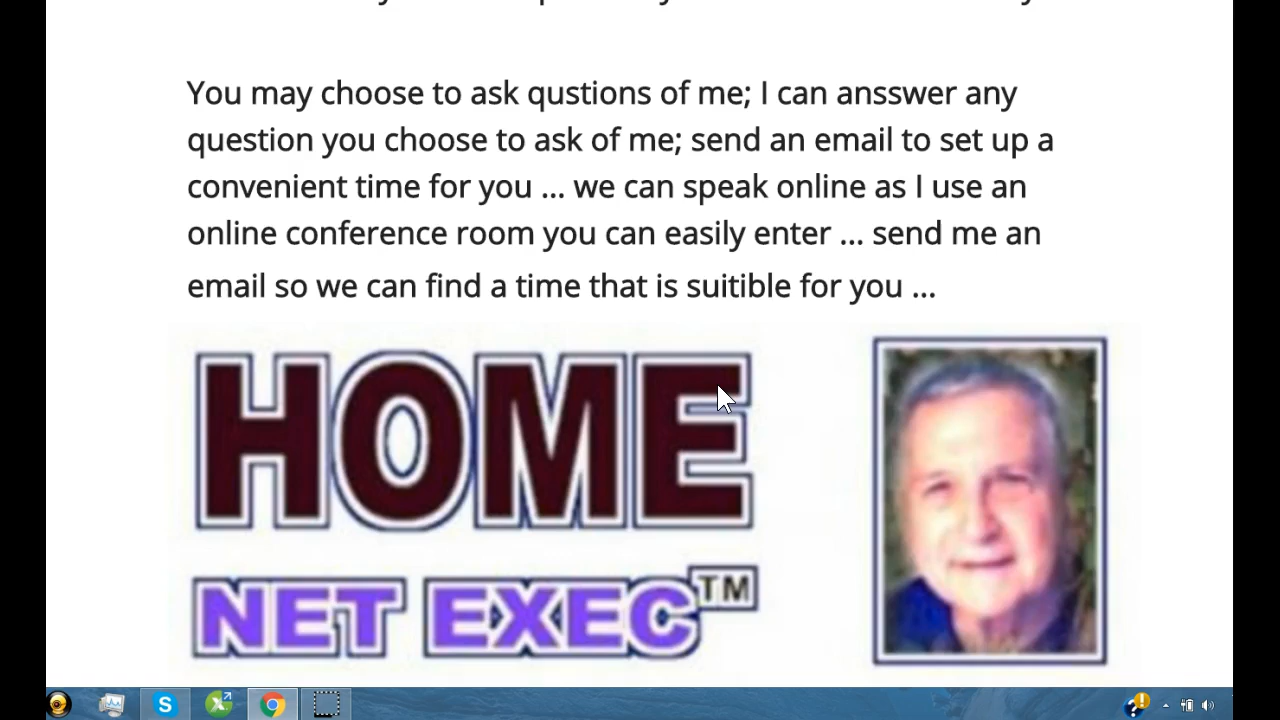 You may choose to ask qustions of me; I can ansswer any
question you choose to ask of me; send an email to set up a
convenient time for you ... we can speak online as I use an
online conference room you can easily enter ... send me an
email so we can find a time that is suitible for you ...
HOME
NET EXEC™